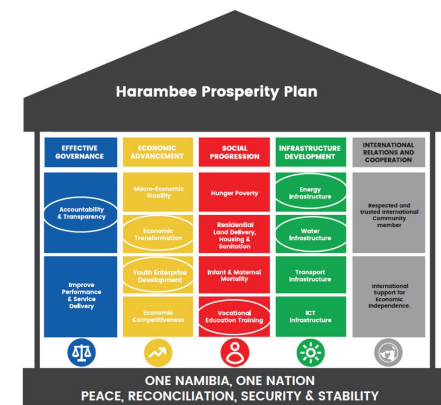 Harambee Prosperity Plan
EFFECTIVE
GOVERNANCE
ECONOMIC
ADVANCEMENT
SOCIAL
PROGRESSION
INFRASTRUCTURE
DEVELOPMENT
INTERNATIONAL
RELATIONS AND
COOPERATION
Accountability
& Transparency
Improve
Performance
& Service
Delivery
Macro-Economic
Stability
Economic
Transformation
Youth Enterprise
Development
Economic
Competitiveness
Hunger Poverty
Residential
Land Delivery,
Housing &
Sanitation
Infant & Maternal
Mortality
Vocational
Education Training
Energy
Infrastructure
Water
Infrastructure
Transport
Infrastructure
ICT
Infrastructure
Respected and
trusted International
Community
member
International
Support for
Economic
Independence.
ONE NAMIBIA, ONE NATION
PEACE, RECONCILIATION, SECURITY & STABILITY